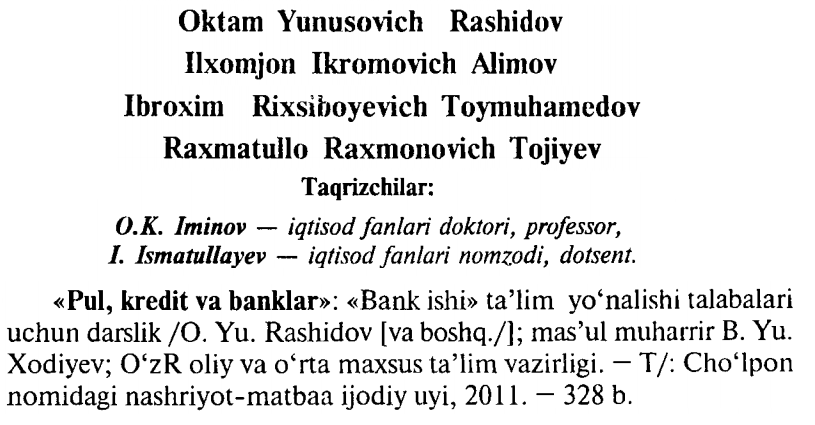 Oktam Yunusovich Rashidov
Ilxomjon Ikromovich Alimov
Ibroxim Rixsiboyevich Toymuhamedov
Raxmatullo Raxmonovich Tojiyev
Taqrizchilar:
O.K. Iminov — iqtisod fanlari doktori, professor,
I. Ismatullayev — iqtisod fanlari nomzodi, dotsent.
«Pul, kredit va banklar»: «Bank ishi» ta’lim yo‘nalishi talabalari
uchun darslik /O. Yu. Rashidov [va boshq./]; mas’ul muharrir B. Yu.
Xodiyev; O‘zR oliy va o‘rta maxsus ta’lim vazirligi. — T/: Cho‘lpon
nomidagi nashriyot-matbaa ijodiy uyi, 2011. — 328 b.